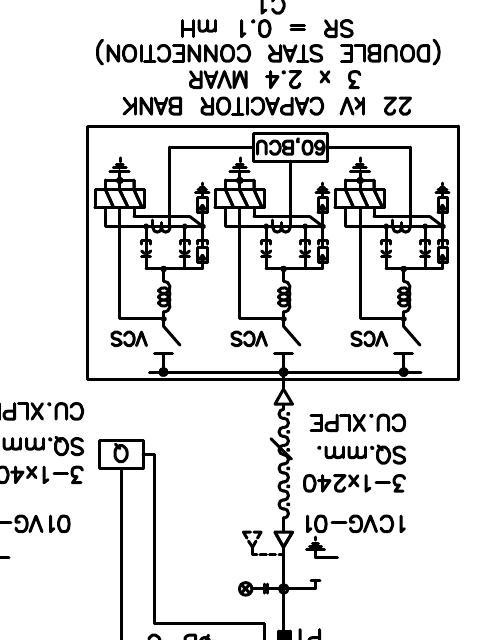 1CVG-01
3-1x240
SQ.mm.
CU.XLPE
Q
01VG-
3-1x40
SQ.mm
CU.XLPE
VCS
VCS
VCS
60,BCU
22 kV CAPACITOR BANK
3 x 2.4 MVAR
(DOUBLE STAR CONNECTION)
SR = 0.1 mH
C1